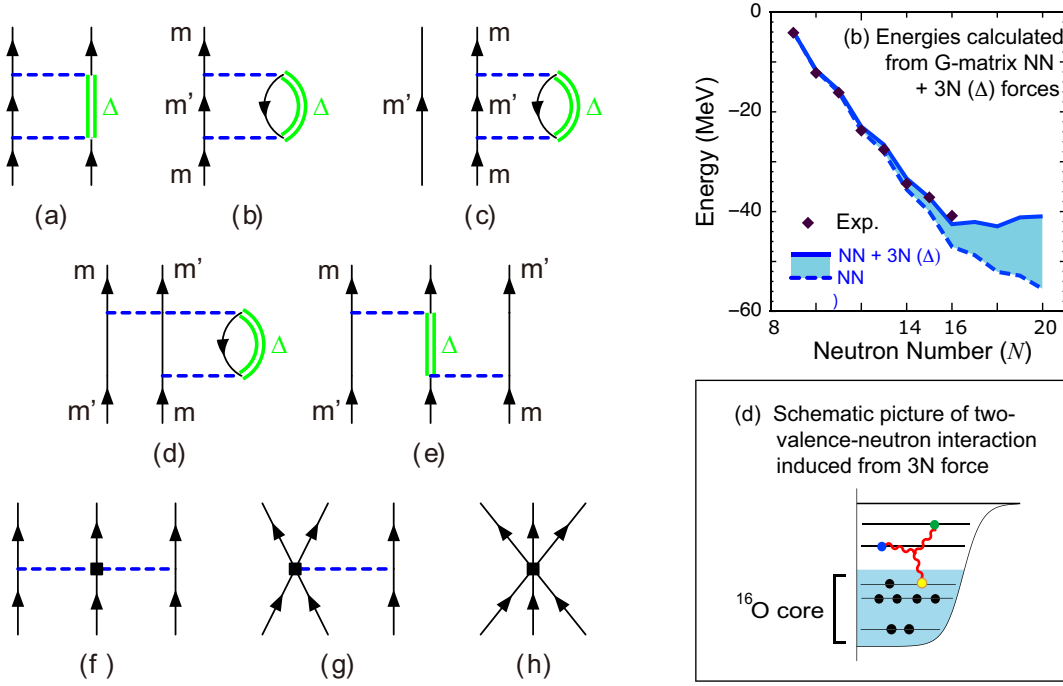 m
m
m
Δ
m'
Δ
m'
m'
Δ
m
m
(a)
(b)
(c)
m
m'
m'
Δ
Δ
m'
m
m'
m
(d)
(e)
(f)
(g)
(h)
(b) Energies calculated
from G-matrix NN
+ 3N (Δ) forces
0
−20
−40
−60
Energy (MeV)
Exp.
NN + 3N (Δ)
NN
)
8
14
16
20
Neutron Number (N)
(d) Schematic picture of two-
valence-neutron interaction
induced from 3N force
16O core